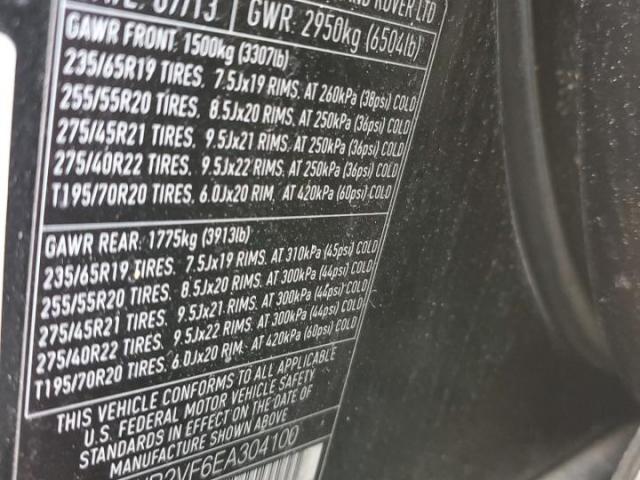 07/13 GWR: 2950kg (6504lb) ROVER LTD
GAWR FRONT: 1500kg (3307lb)
235/65R19 TIRES. 7.5Jx19 RIMS. AT 260kPa (38psi) COLD
255/55R20 TIRES. 8.5Jx20 RIMS. AT 250kPa (36psi) COLD
275/45R21 TIRES. 9.5Jx21 RIMS. AT 250kPa (36psi) COLD
275/40R22 TIRES. 9.5Jx22 RIMS. AT 250kPa (36psi) COLD
T195/70R20 TIRES. 6.0Jx20 RIM. AT 420kPa (60psi) COLD
GAWR REAR: 1775kg (3913lb)
235/65R19 TIRES. 7.5Jx19 RIMS. AT 310kPa (45psi) COLD
255/55R20 TIRES. 8.5Jx20 RIMS. AT 300kPa (44psi) COLD
275/45R21 TIRES. 9.5Jx21 RIMS. AT 300kPa (44psi) COLD
275/40R22 TIRES. 9.5Jx22 RIMS. AT 300kPa (44psi) COLD
T195/70R20 TIRES. 6.0Jx20 RIM. AT 420kPa (60psi) COLD
THIS VEHICLE CONFORMS TO ALL APPLICABLE
U.S. FEDERAL MOTOR VEHICLE SAFETY
STANDARDS IN EFFECT ON THE DATE OF
MANUFACTURE SHOWN ABOVE
2VF6EA304100